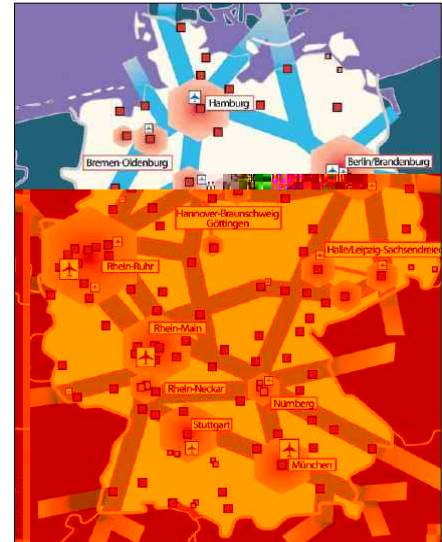 Hamburg
Bremen-Oldenburg
Berlin/Brandenburg
Hannover-Braunschweig
Göttingen
Halle/Leipzig-Sachsendreieck
Rhein-Ruhr
Rhein-Main
Rhein-Neckar
Nürnberg
Stuttgart
München